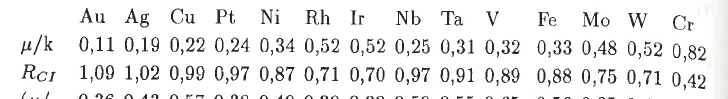 Au Ag Cu Pt Ni Rh Ir Nb Ta V Fe Mo W Cr
μ/k 0,11 0,19 0,22 0,24 0,34 0,52 0,52 0,25 0,31 0,32 0,33 0,48 0,52 0,82
R_CI 1,09 1,02 0,99 0,97 0,87 0,71 0,70 0,97 0,91 0,89 0,88 0,75 0,71 0,42